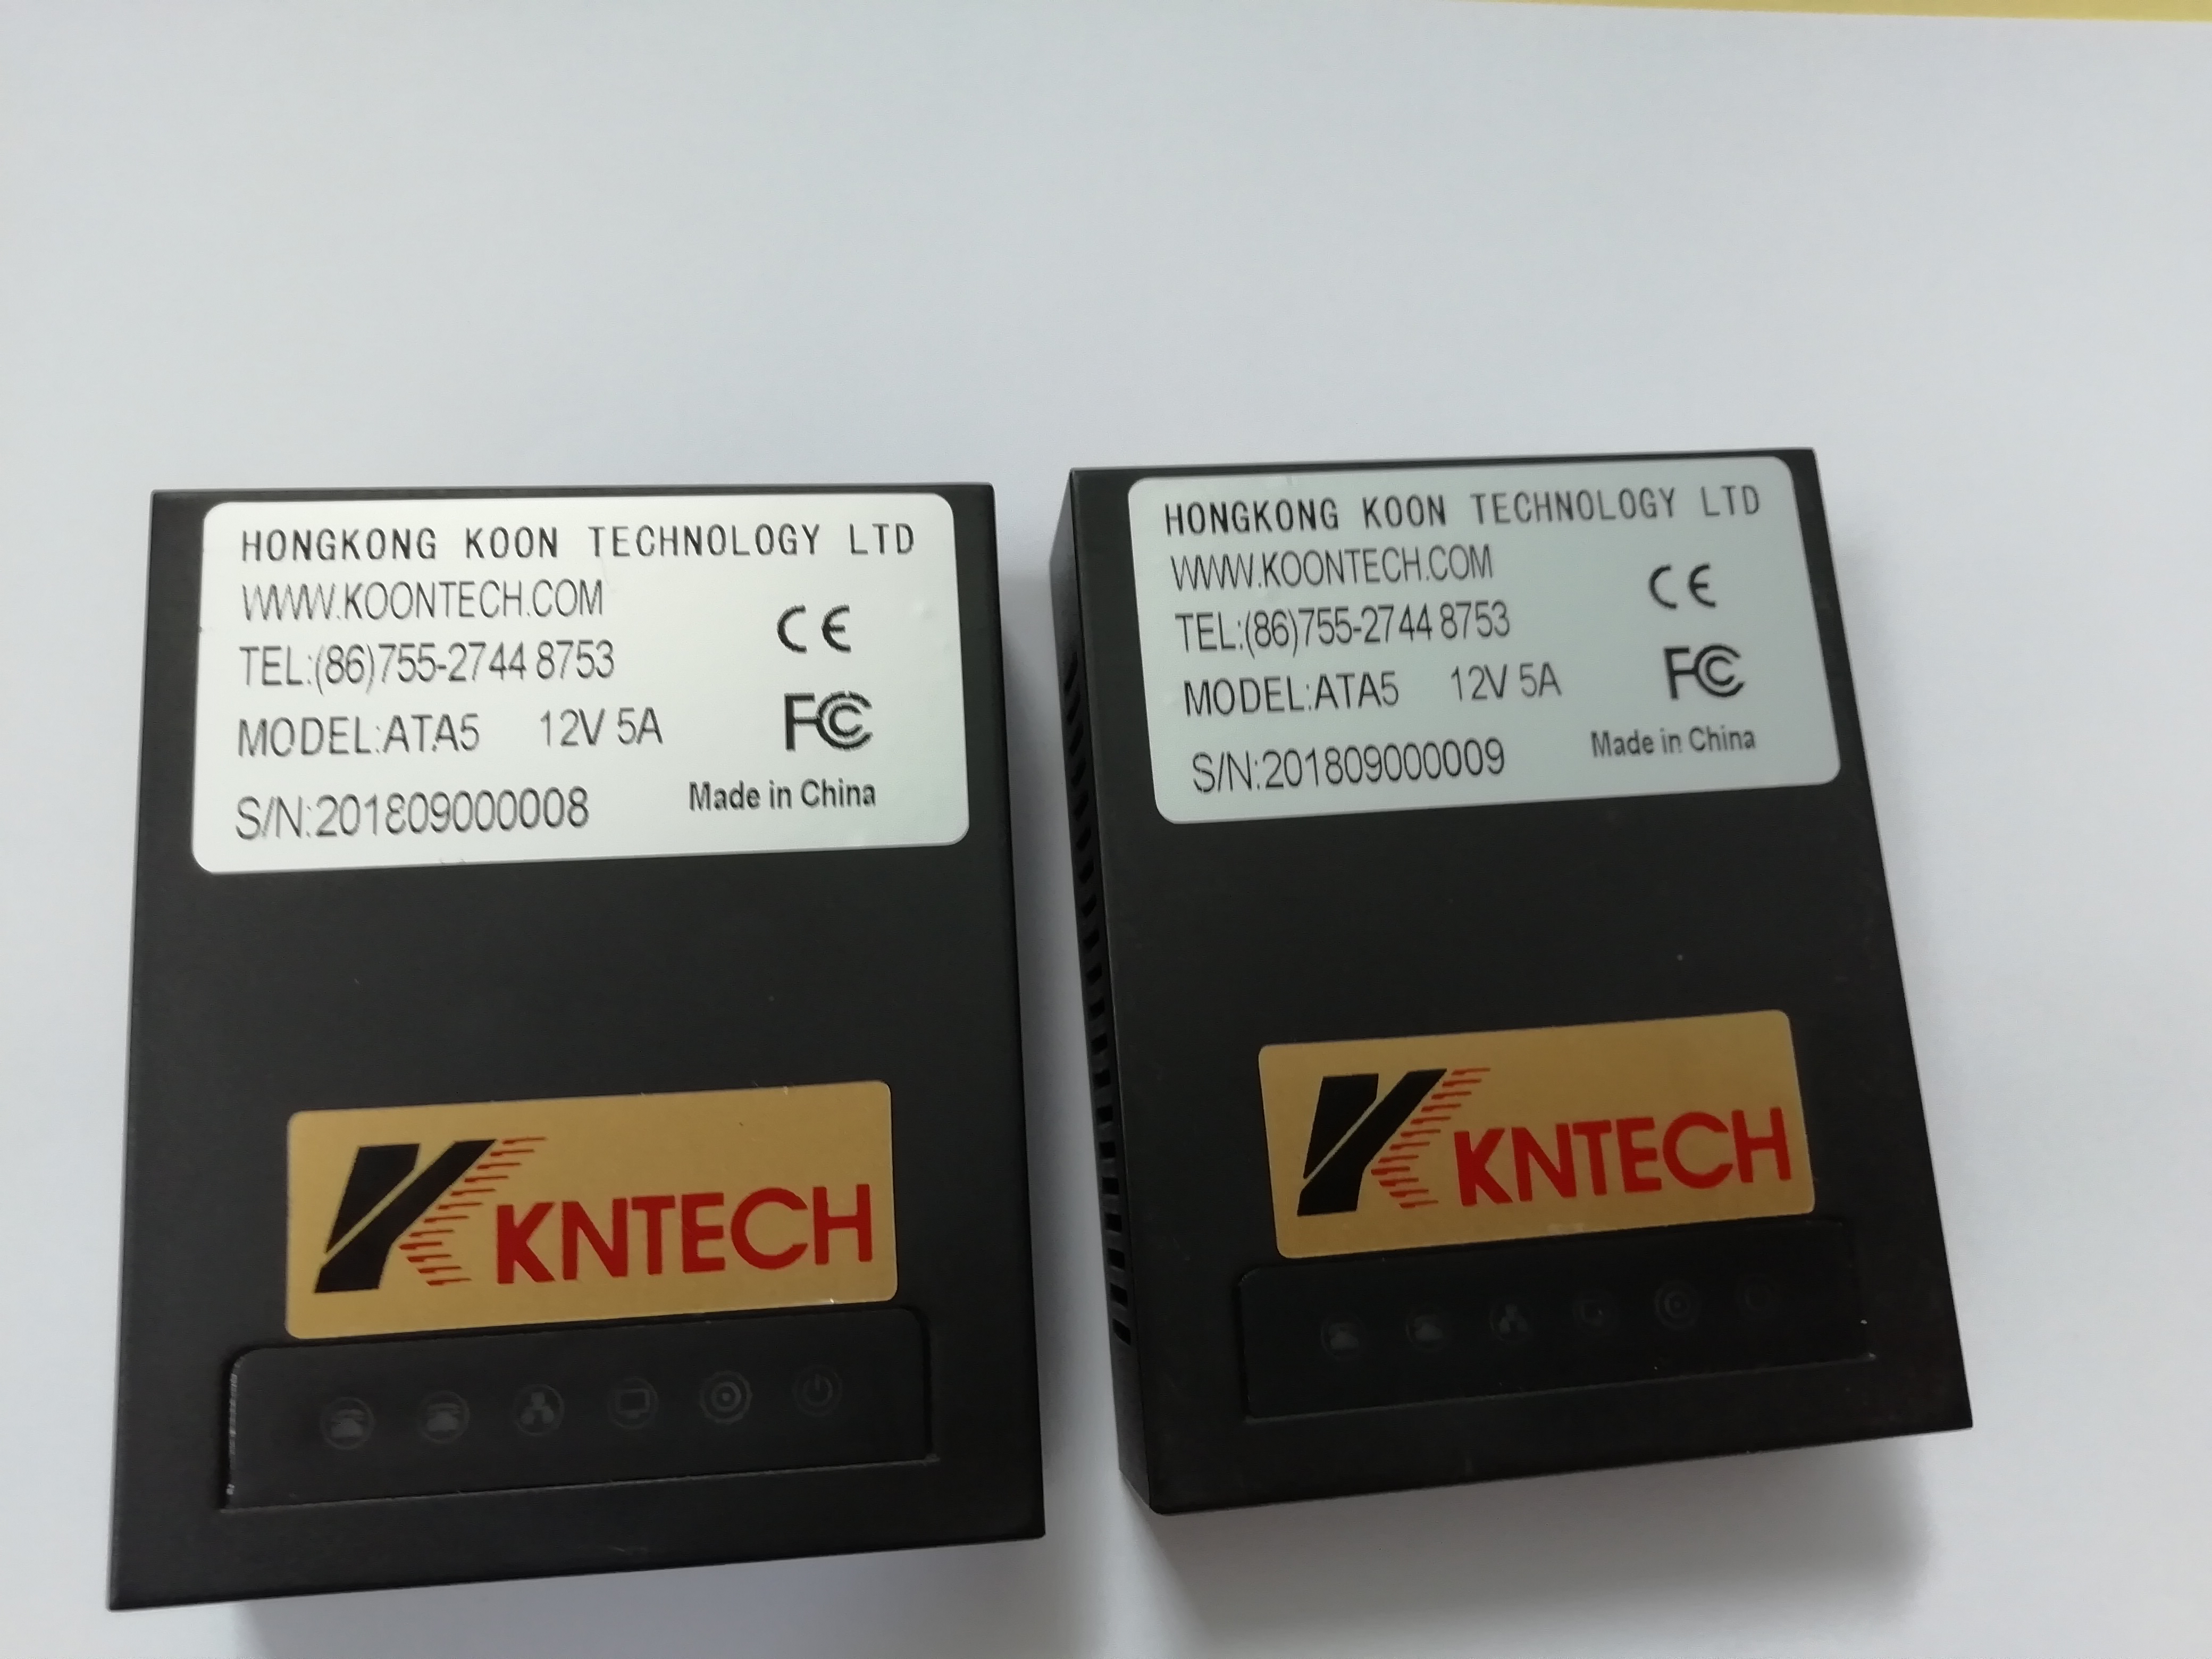 HONGKONG KOON TECHNOLOGY LTD
WWW.KOONTECH.COM
CE
TEL:(86)755-2744 8753
MODEL:ATA5 12V 5A
FC
S/N:201809000008
Made in China
KNTECH
HONGKONG KOON TECHNOLOGY LTD
WWW.KOONTECH.COM
CE
TEL:(86)755-2744 8753
MODEL:ATA5 12V 5A
FC
S/N:201809000009
Made in China
KNTECH